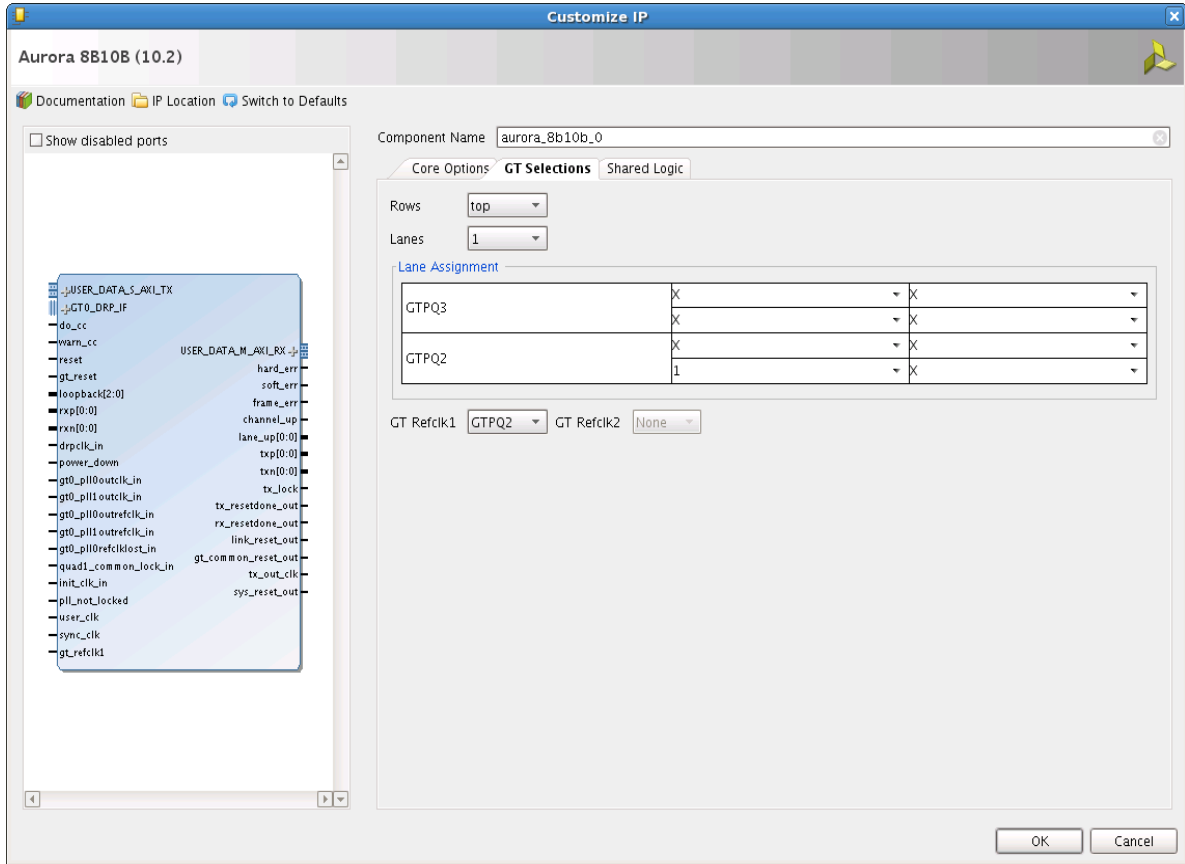 Customize IP
Aurora 8B10B (10.2)
Documentation IP Location Switch to Defaults
Show disabled ports
USER_DATA_S_AXI_TX
GT0_DRP_IF
do_cc
warn_cc
reset
gt_reset
loopback[2:0]
rxp[0:0]
rxn[0:0]
drpclk_in
power_down
gt0_pll0outclk_in
gt0_pll1outclk_in
gt0_pll0outrefclk_in
gt0_pll1outrefclk_in
gt0_pll0refclklost_in
quad1_common_lock_in
init_clk_in
pll_not_locked
user_clk
sync_clk
gt_refclk1
USER_DATA_M_AXI_RX
hard_err
soft_err
frame_err
channel_up
lane_up[0:0]
txp[0:0]
txn[0:0]
tx_lock
tx_resetdone_out
rx_resetdone_out
link_reset_out
gt_common_reset_out
tx_out_clk
sys_reset_out
Component Name aurora_8b10b_0
Core Options GT Selections Shared Logic
Rows top
Lanes 1
Lane Assignment
GTPQ3
X X
X X
GTPQ2
X X
1 X
GT Refclk1 GTPQ2 GT Refclk2 None
OK Cancel